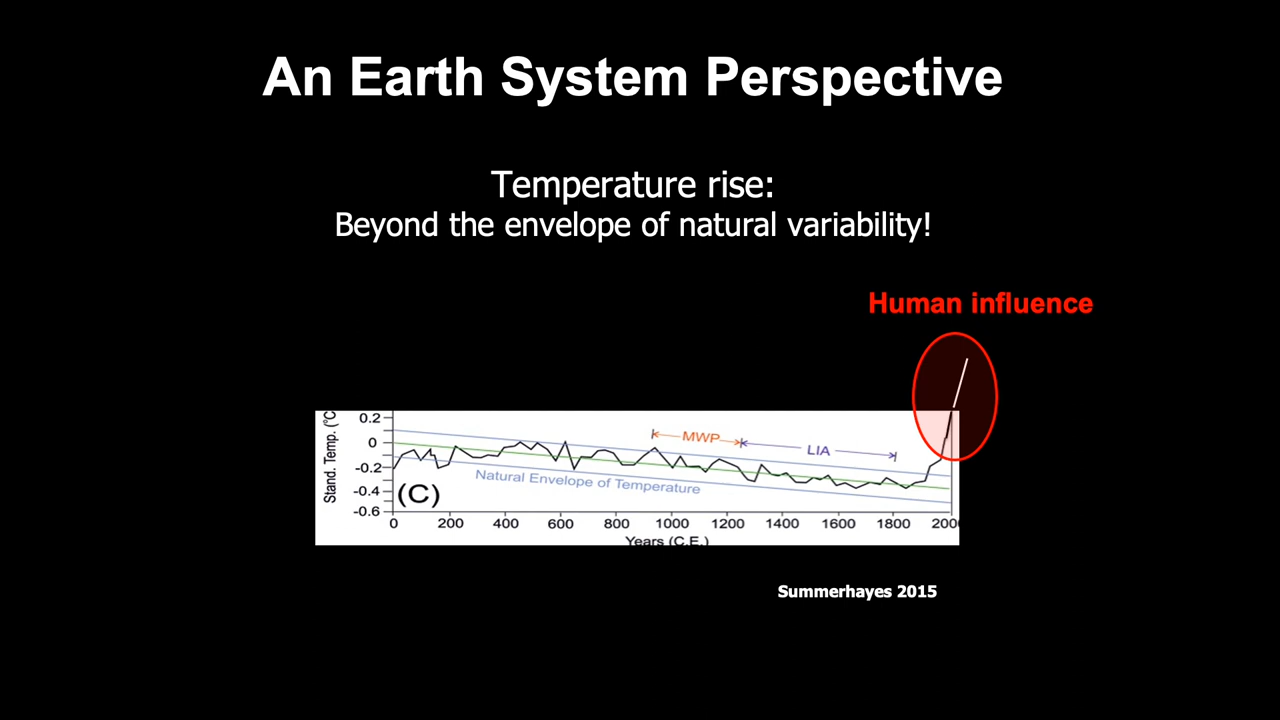 An Earth System Perspective
Temperature rise:
Beyond the envelope of natural variability!
Human influence
Stand. Temp. (°C
0.2
0
-0.2
-0.4
-0.6
MWP
LIA
Natural Envelope of Temperature
(C)
0 200 400 600 800 1000 1200 1400 1600 1800 2000
Years (C.E.)
Summerhayes 2015